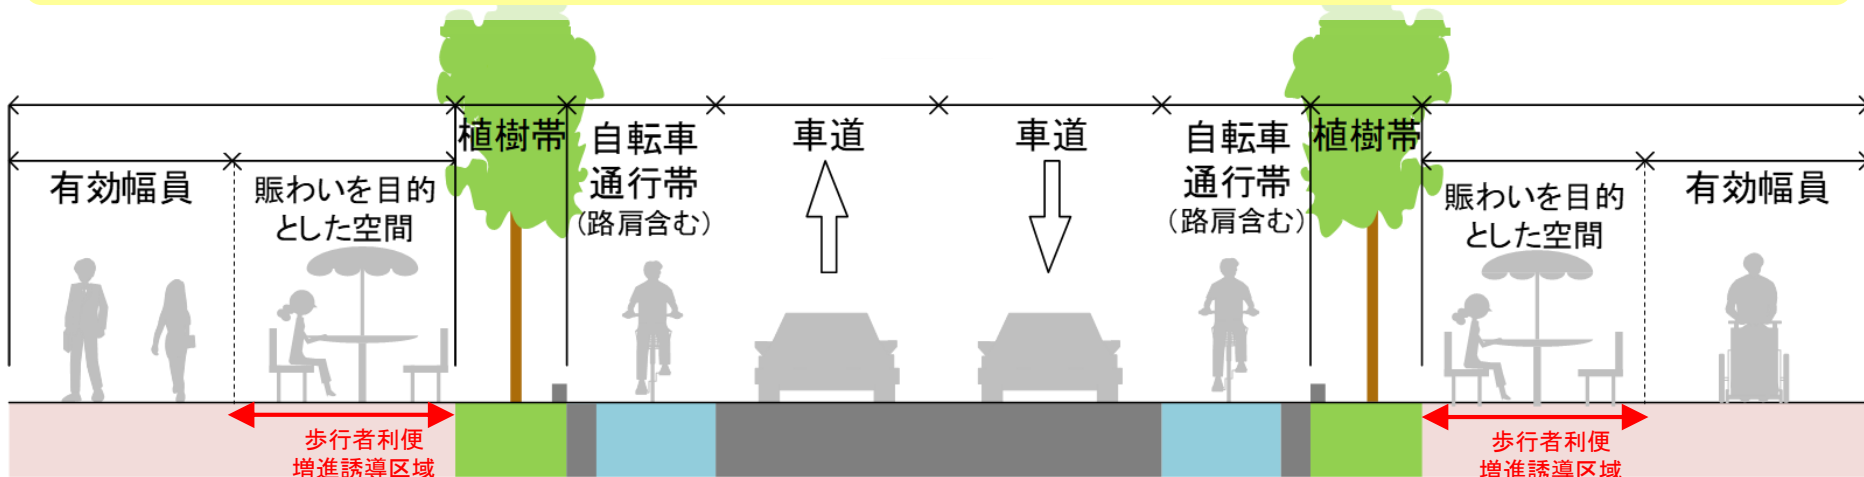 植樹帯
自転車
通行帯
(路肩含む)
車道
車道
自転車
通行帯
(路肩含む)
植樹帯
有効幅員
賑わいを目的
とした空間
賑わいを目的
とした空間
有効幅員
歩行者利便
増進誘導区域
歩行者利便
増進誘導区域